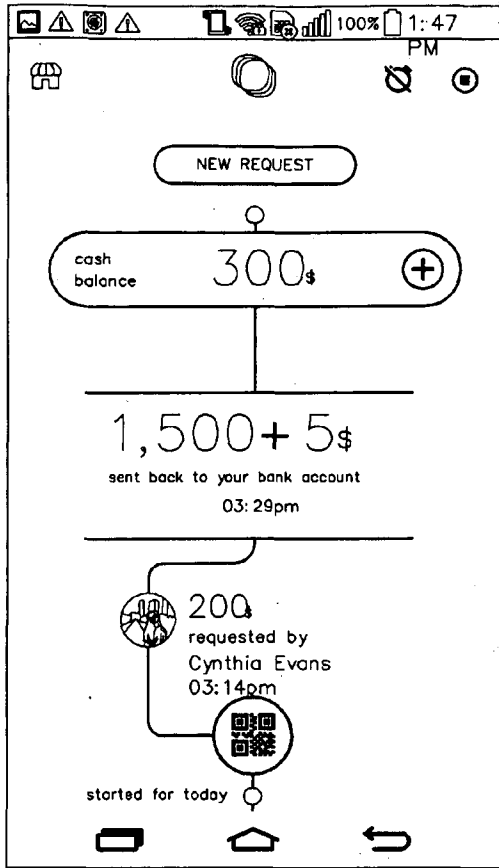 100% 1:47
PM
NEW REQUEST
cash
balance
300$
1,500+ 5$
sent back to your bank account
03:29pm
200$
requested by
Cynthia Evans
03:14pm
started for today